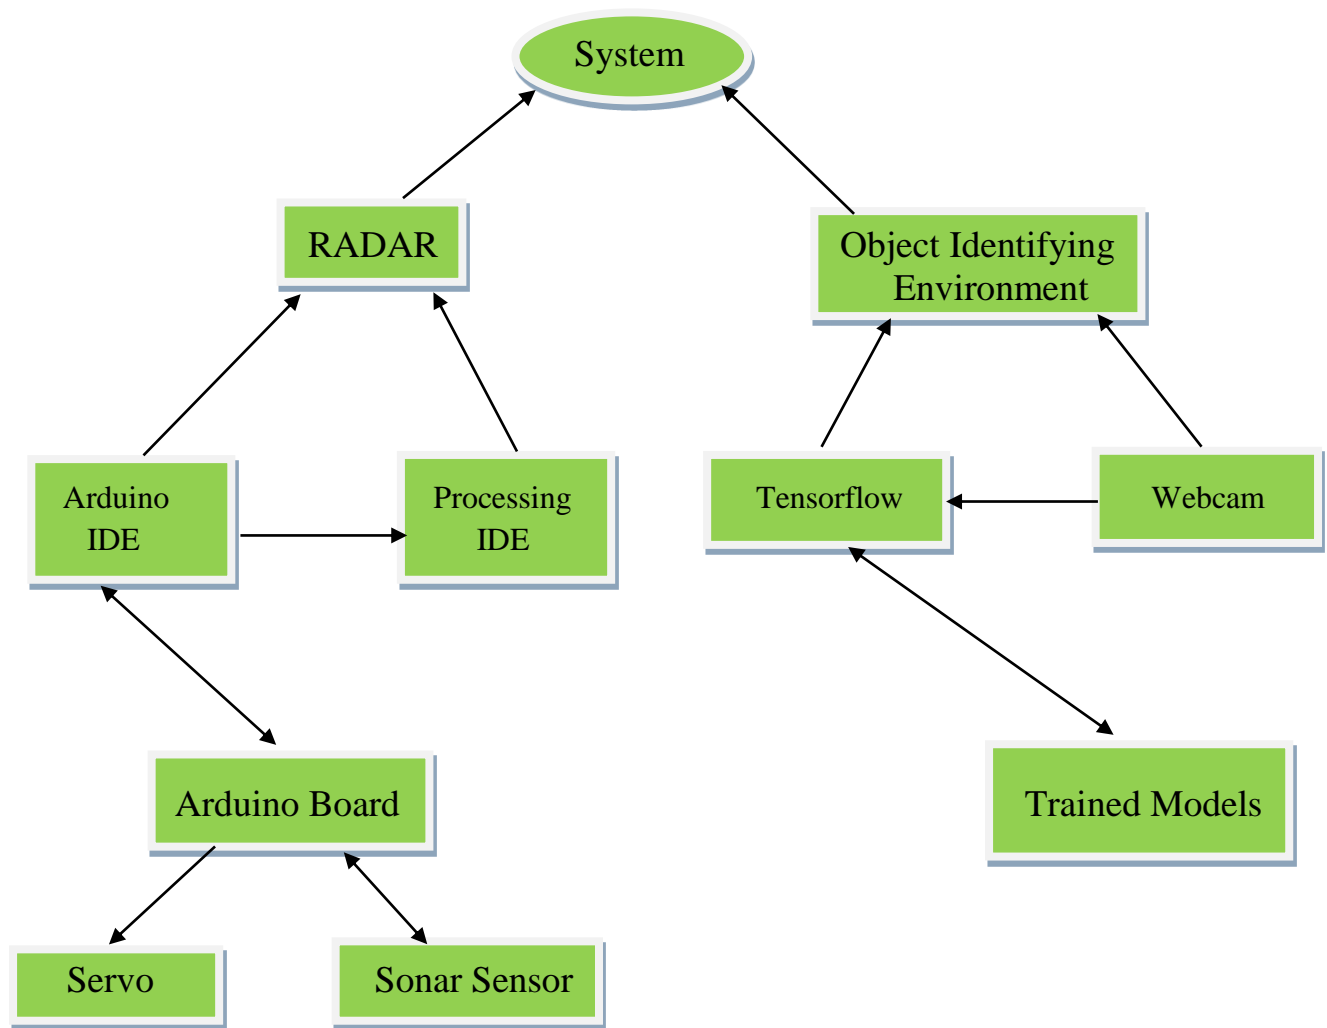 System
RADAR
Object Identifying
Environment
Arduino
IDE
Processing
IDE
Tensorflow
Webcam
Arduino Board
Trained Models
Servo
Sonar Sensor